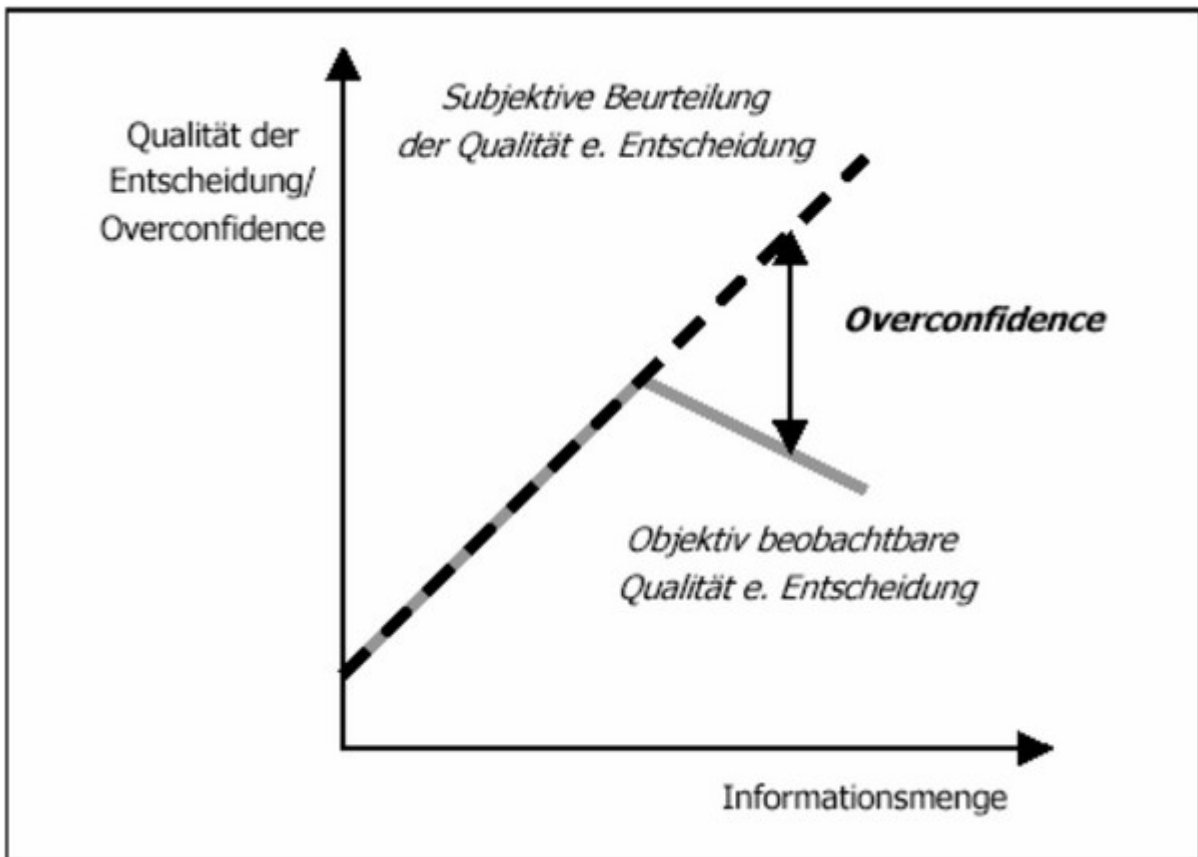 Subjektive Beurteilung
der Qualität e. Entscheidung
Qualität der
Entscheidung/
Overconfidence
Overconfidence
Objektiv beobachtbare
Qualität e. Entscheidung
Informationsmenge